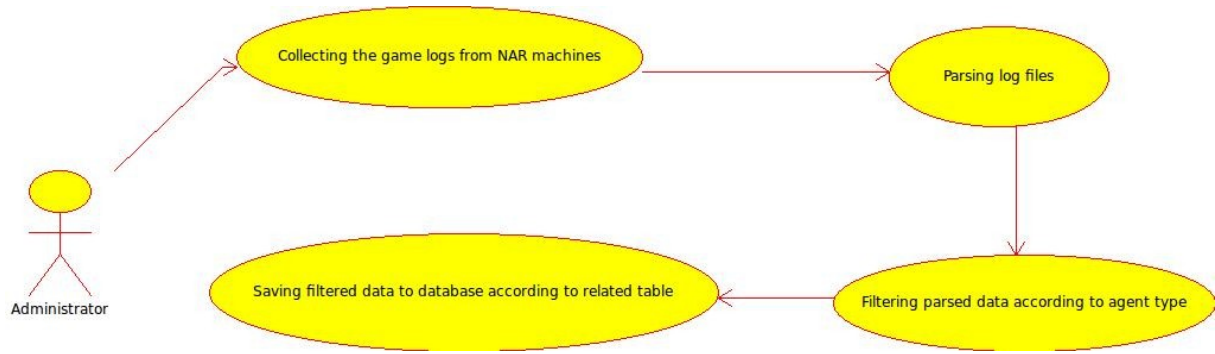 Collecting the game logs from NAR machines
Parsing log files
Administrator
Saving filtered data to database according to related table
Filtering parsed data according to agent type